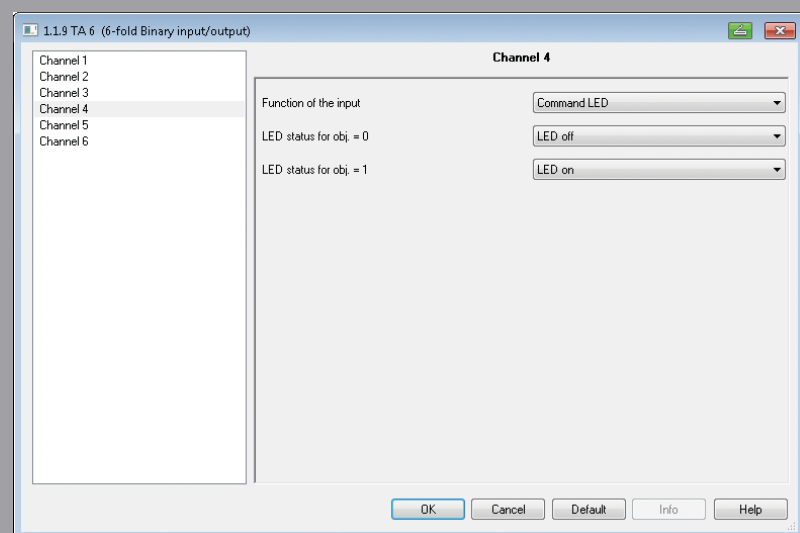 1.1.9 TA 6 (6-fold Binary input/output)
Channel 1
Channel 2
Channel 3
Channel 4
Channel 5
Channel 6
Channel 4
Function of the input Command LED
LED status for obj. = 0 LED off
LED status for obj. = 1 LED on
OK Cancel Default Info Help